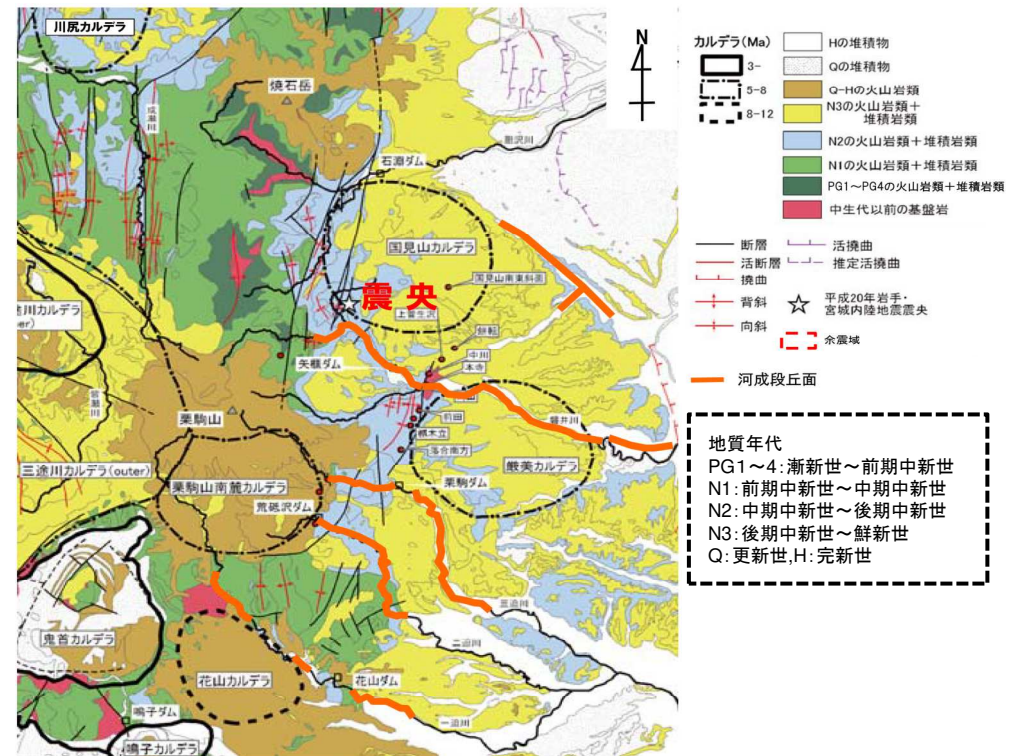 川尻カルデラ
焼石岳
成瀬川
胆沢川
石淵ダム
国見山カルデラ
国見山南東斜面
震央
餅転
中川
本寺
矢櫃ダム
磐井川
前田
栗駒山
落合南方
厳美カルデラ
三途川カルデラ(outer)
栗駒ダム
栗駒山南麓カルデラ
荒砥沢ダム
三迫川
二迫川
鬼首カルデラ
花山カルデラ
花山ダム
一迫川
鳴子ダム
鳴子カルデラ
N
カルデラ(Ma)
3-
5-8
8-12
Hの堆積物
Qの堆積物
Q-Hの火山岩類
N3の火山岩類+
堆積岩類
N2の火山岩類+堆積岩類
N1の火山岩類+堆積岩類
PG1~PG4の火山岩類+堆積岩類
中生代以前の基盤岩
断層
活断層
撓曲
背斜
向斜
活撓曲
推定活撓曲
平成20年岩手・
宮城内陸地震震央
余震域
河成段丘面
地質年代
PG1~4:漸新世~前期中新世
N1:前期中新世~中期中新世
N2:中期中新世~後期中新世
N3:後期中新世~鮮新世
Q:更新世,H:完新世